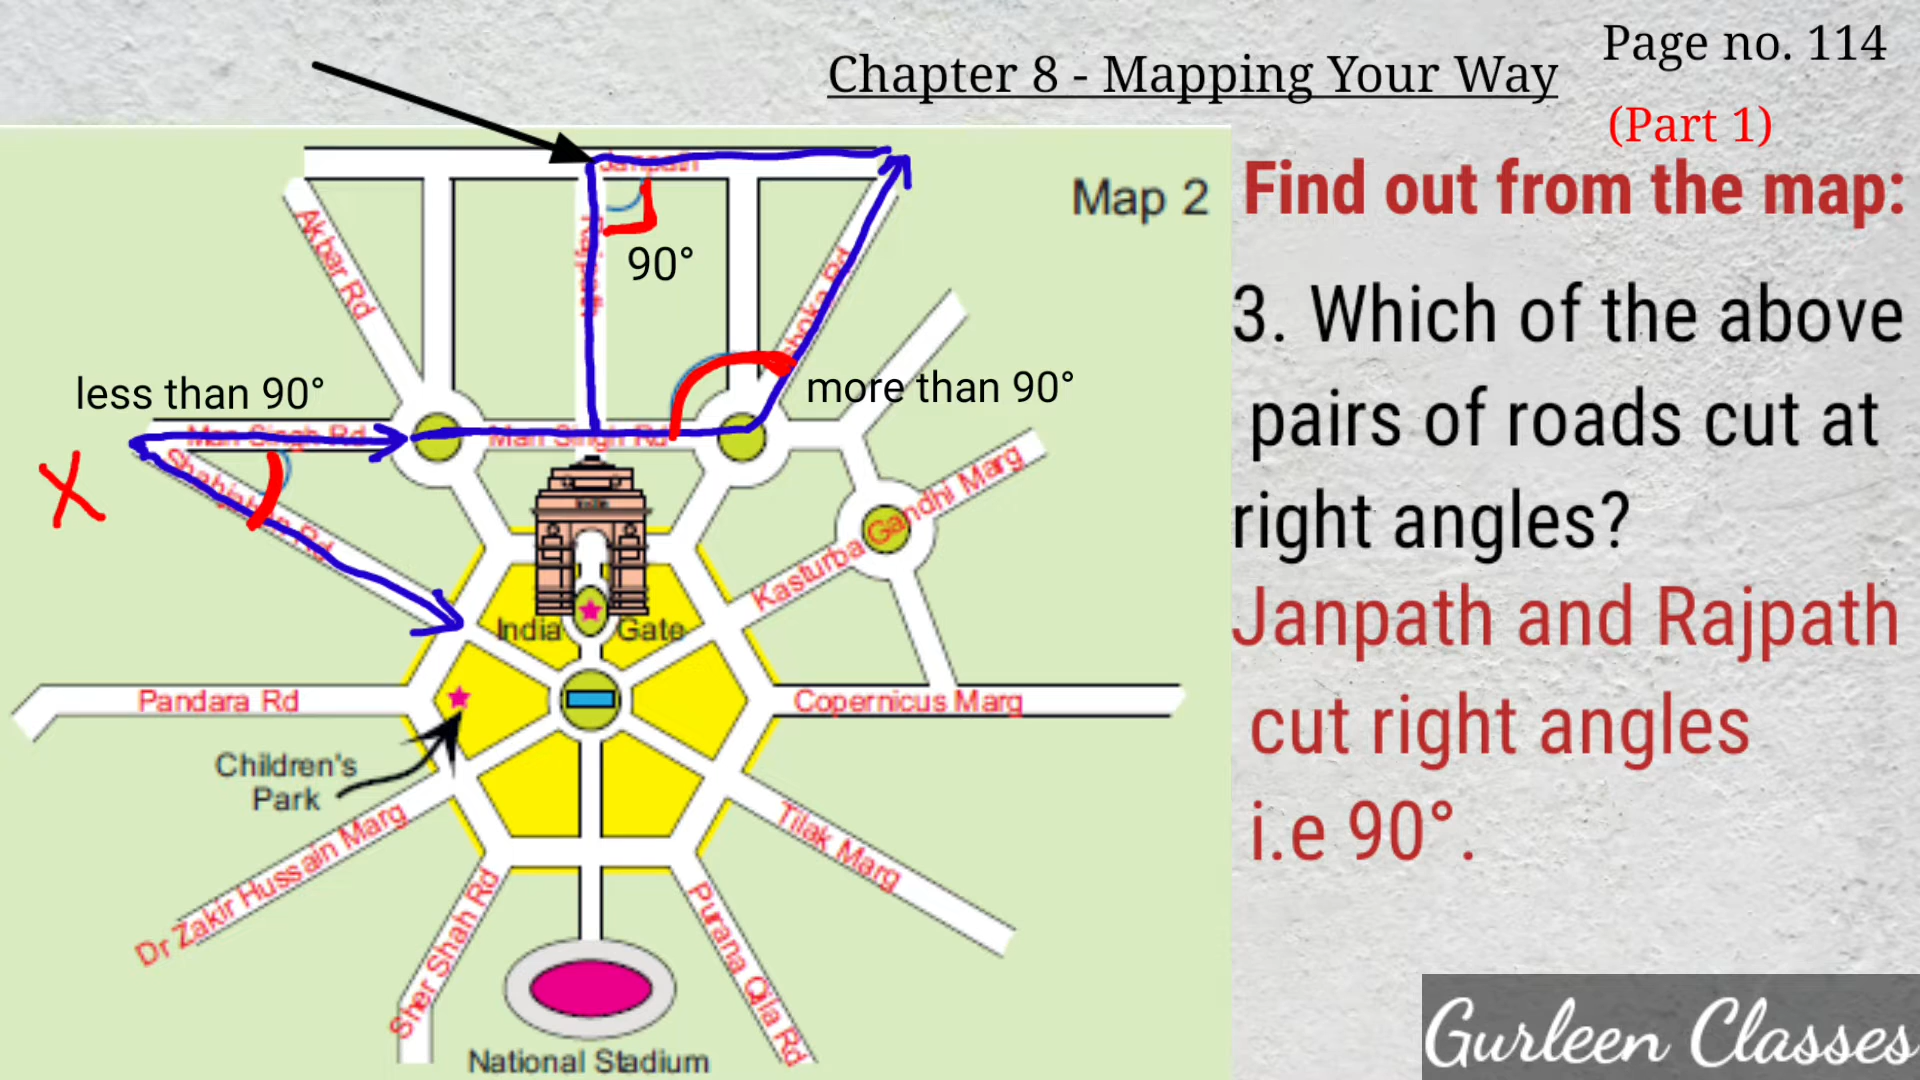 Page no. 114
Chapter 8 - Mapping Your Way
(Part 1)
Janpath
Map 2
Find out from the map:
Akbar Rd
Rajpath
90°
Ashoka Rd
3. Which of the above
pairs of roads cut at
right angles?
less than 90°
more than 90°
Man Singh Rd
Man Singh Rd
X
Shahjahan Rd
Kasturba Gandhi Marg
India Gate
Janpath and Rajpath
cut right angles
i.e 90°.
Pandara Rd
Copernicus Marg
Children's
Park
Dr Zakir Hussain Marg
Tilak Marg
Sher Shah Rd
Purana Qila Rd
National Stadium
Gurleen Classes